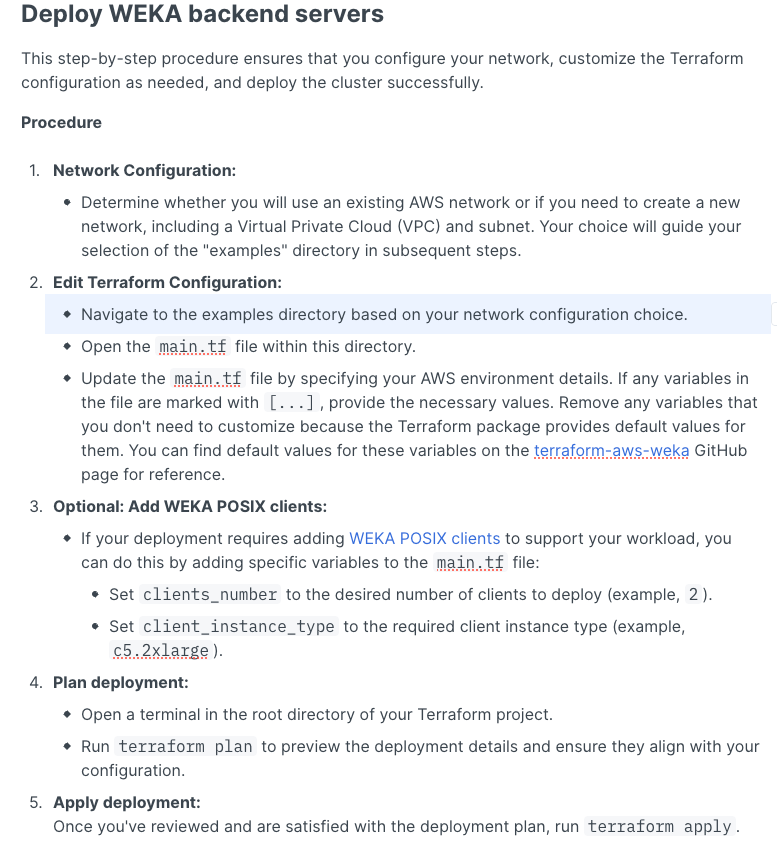 Deploy WEKA backend servers
This step-by-step procedure ensures that you configure your network, customize the Terraform
configuration as needed, and deploy the cluster successfully.
Procedure
1. Network Configuration:
• Determine whether you will use an existing AWS network or if you need to create a new
network, including a Virtual Private Cloud (VPC) and subnet. Your choice will guide your
selection of the "examples" directory in subsequent steps.
2. Edit Terraform Configuration:
• Navigate to the examples directory based on your network configuration choice.
• Open the main.tf file within this directory.
• Update the main.tf file by specifying your AWS environment details. If any variables in
the file are marked with [...] , provide the necessary values. Remove any variables that
you don't need to customize because the Terraform package provides default values for
them. You can find default values for these variables on the terraform-aws-weka GitHub
page for reference.
3. Optional: Add WEKA POSIX clients:
• If your deployment requires adding WEKA POSIX clients to support your workload, you
can do this by adding specific variables to the main.tf file:
• Set clients_number to the desired number of clients to deploy (example, 2 ).
• Set client_instance_type to the required client instance type (example,
c5.2xlarge ).
4. Plan deployment:
• Open a terminal in the root directory of your Terraform project.
• Run terraform plan to preview the deployment details and ensure they align with your
configuration.
5. Apply deployment:
Once you've reviewed and are satisfied with the deployment plan, run terraform apply .